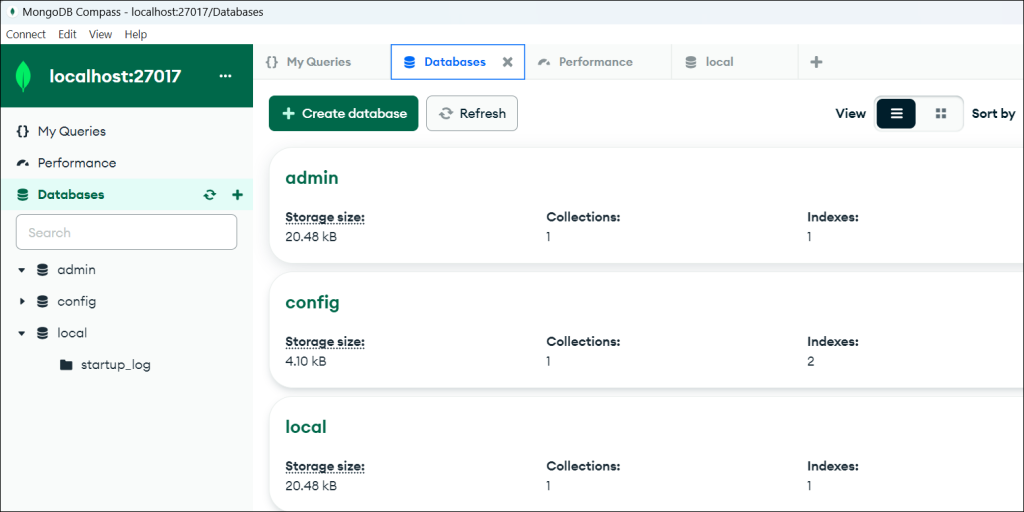 MongoDB Compass - localhost:27017/Databases
Connect Edit View Help
localhost:27017 ...
{} My Queries
Performance
Databases
Search
admin
config
local
startup_log
{} My Queries Databases Performance local
Create database Refresh View Sort by
admin
Storage size: Collections: Indexes:
20.48 kB 1 1
config
Storage size: Collections: Indexes:
4.10 kB 1 2
local
Storage size: Collections: Indexes:
20.48 kB 1 1